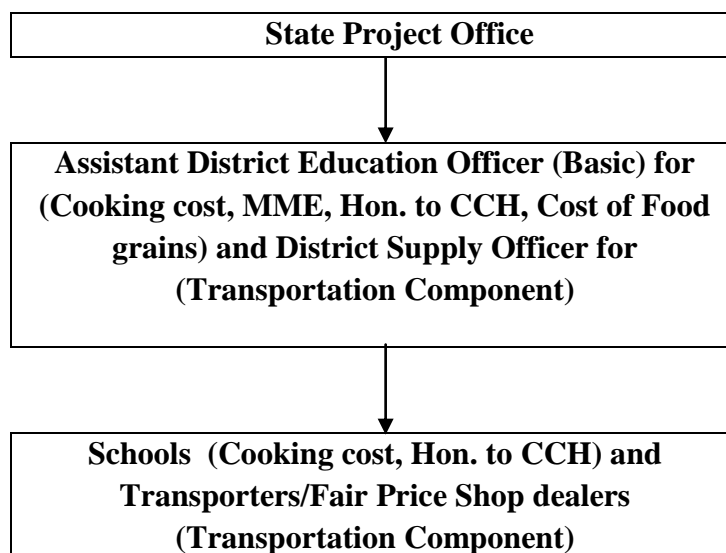 State Project Office
Assistant District Education Officer (Basic) for
(Cooking cost, MME, Hon. to CCH, Cost of Food
grains) and District Supply Officer for
(Transportation Component)
Schools (Cooking cost, Hon. to CCH) and
Transporters/Fair Price Shop dealers
(Transportation Component)